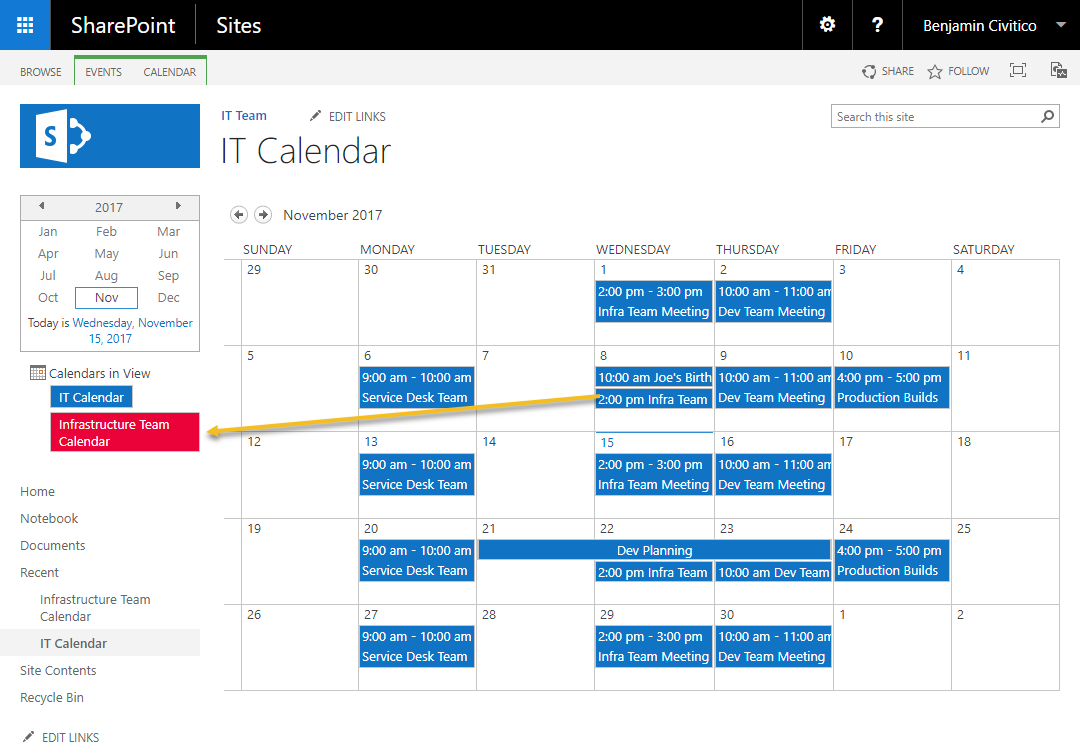 SharePoint
Sites
Benjamin Civitico
BROWSE
EVENTS
CALENDAR
SHARE
FOLLOW
S
IT Team
EDIT LINKS
Search this site
IT Calendar
2017
Jan Feb Mar
Apr May Jun
Jul Aug Sep
Oct Nov Dec
Today is Wednesday, November
15, 2017
Calendars in View
IT Calendar
Infrastructure Team
Calendar
Home
Notebook
Documents
Recent
Infrastructure Team
Calendar
IT Calendar
Site Contents
Recycle Bin
EDIT LINKS
November 2017
SUNDAY MONDAY TUESDAY WEDNESDAY THURSDAY FRIDAY SATURDAY
29 30 31 1 2 3 4
2:00 pm - 3:00 pm 10:00 am - 11:00 am
Infra Team Meeting Dev Team Meeting
5 6 7 8 9 10 11
9:00 am - 10:00 am 10:00 am Joe's Birth 10:00 am - 11:00 am 4:00 pm - 5:00 pm
Service Desk Team 2:00 pm Infra Team Dev Team Meeting Production Builds
12 13 14 15 16 17 18
9:00 am - 10:00 am 2:00 pm - 3:00 pm 10:00 am - 11:00 am
Service Desk Team Infra Team Meeting Dev Team Meeting
19 20 21 22 23 24 25
9:00 am - 10:00 am Dev Planning 4:00 pm - 5:00 pm
Service Desk Team 2:00 pm Infra Team 10:00 am Dev Team Production Builds
26 27 28 29 30 1 2
9:00 am - 10:00 am 2:00 pm - 3:00 pm 10:00 am - 11:00 am
Service Desk Team Infra Team Meeting Dev Team Meeting